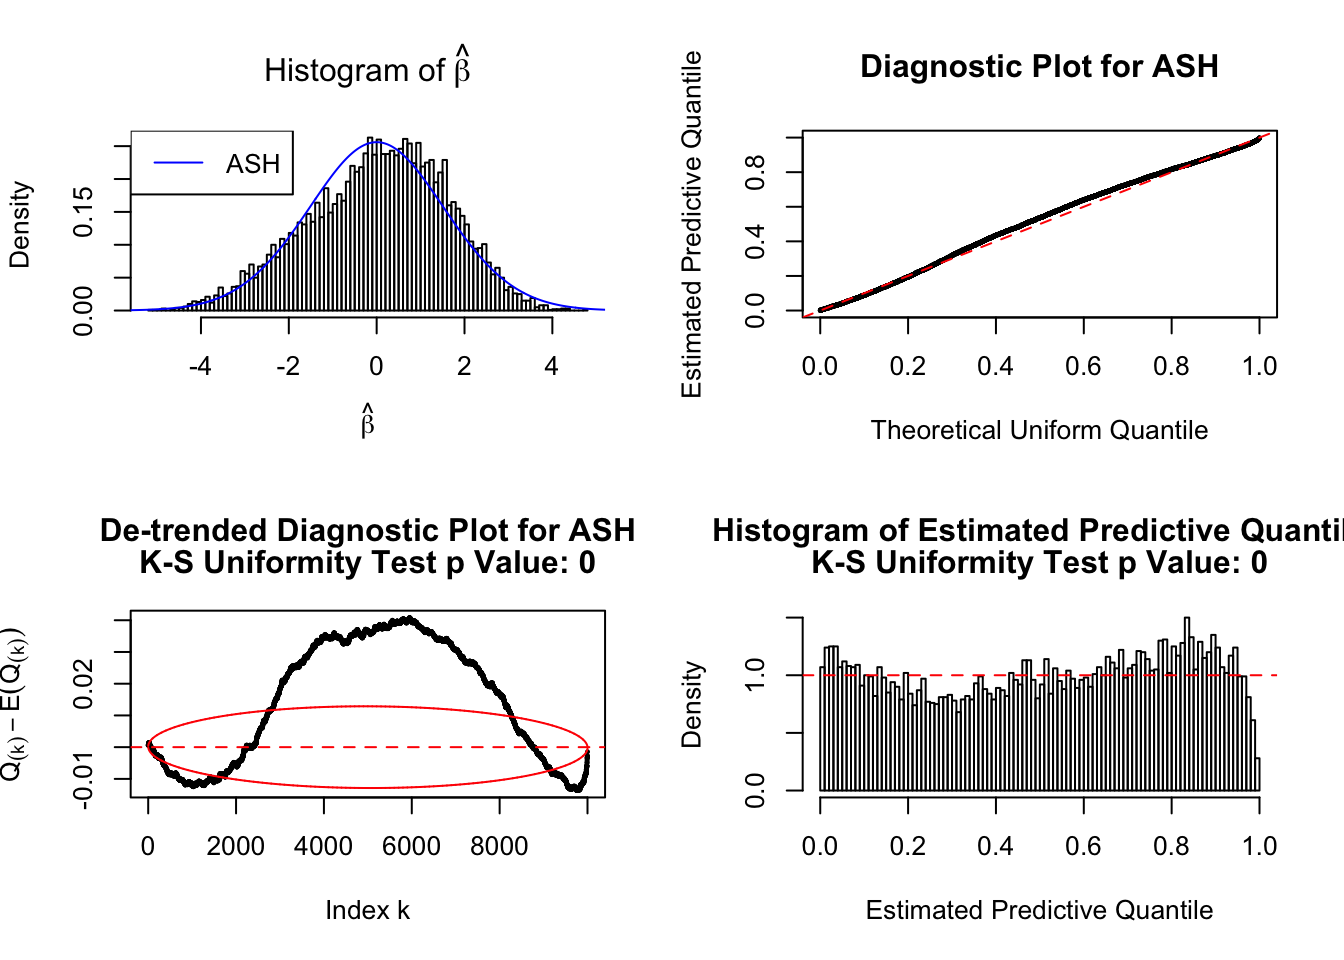 Histogram of β̂
ASH
Density
0.00
0.15
-4 -2 0 2 4
β̂
Diagnostic Plot for ASH
Estimated Predictive Quantile
0.0
0.4
0.8
0.0 0.2 0.4 0.6 0.8 1.0
Theoretical Uniform Quantile
De-trended Diagnostic Plot for ASH
K-S Uniformity Test p Value: 0
Q(k) − E(Q(k))
-0.01
0.02
0 2000 4000 6000 8000
Index k
Histogram of Estimated Predictive Quantil
K-S Uniformity Test p Value: 0
Density
0.0
1.0
0.0 0.2 0.4 0.6 0.8 1.0
Estimated Predictive Quantile